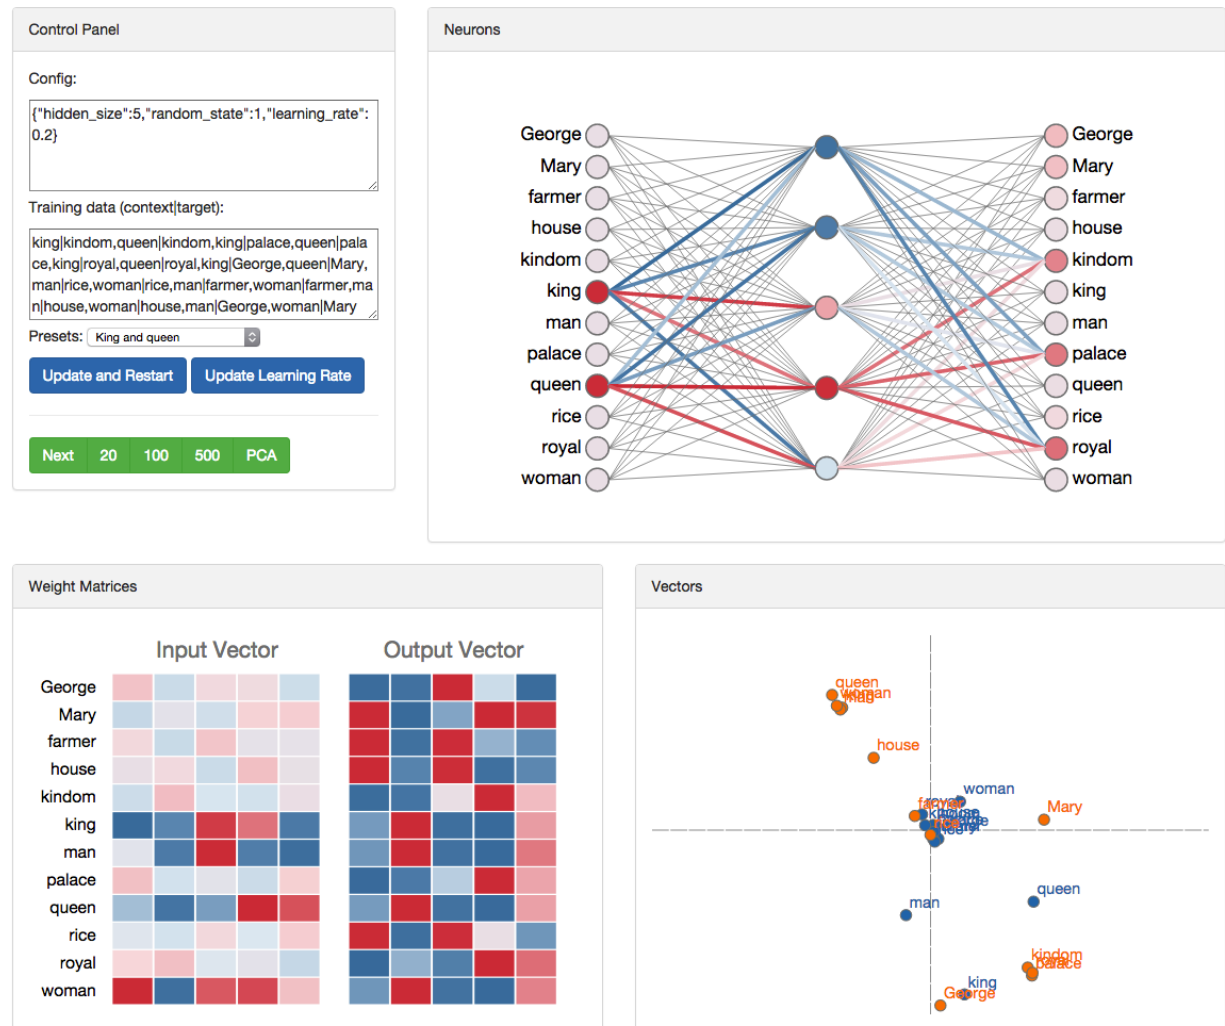 Control Panel
Config:
{"hidden_size":5,"random_state":1,"learning_rate":
0.2}
Training data (context|target):
king|kindom,queen|kindom,king|palace,queen|pala
ce,king|royal,queen|royal,king|George,queen|Mary,
man|rice,woman|rice,man|farmer,woman|farmer,ma
n|house,woman|house,man|George,woman|Mary
Presets: King and queen
Update and Restart Update Learning Rate
Next 20 100 500 PCA
Neurons
George George
Mary Mary
farmer farmer
house house
kindom kindom
king king
man man
palace palace
queen queen
rice rice
royal royal
woman woman
Weight Matrices
Input Vector Output Vector
George
Mary
farmer
house
kindom
king
man
palace
queen
rice
royal
woman
Vectors
queen
woman
man
house
woman
farmer
Mary
queen
man
kindom
palace
king
George